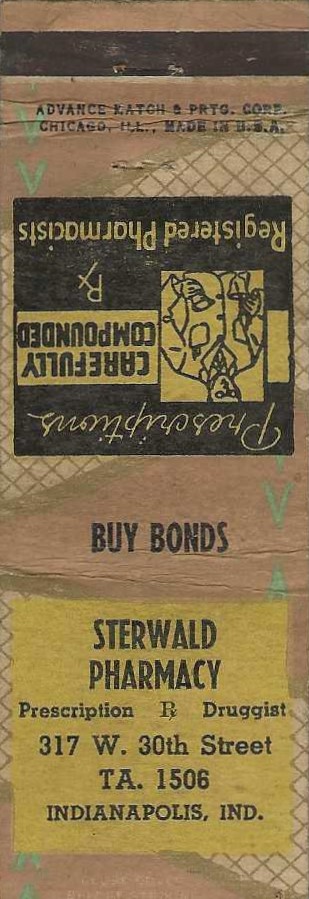 ADVANCE MATCH & PRTG. CORP.
CHICAGO, ILL., MADE IN U.S.A.
Prescriptions
CAREFULLY
COMPOUNDED
Rx
Registered Pharmacists
BUY BONDS
STERWALD
PHARMACY
Prescription ℞ Druggist
317 W. 30th Street
TA. 1506
INDIANAPOLIS, IND.